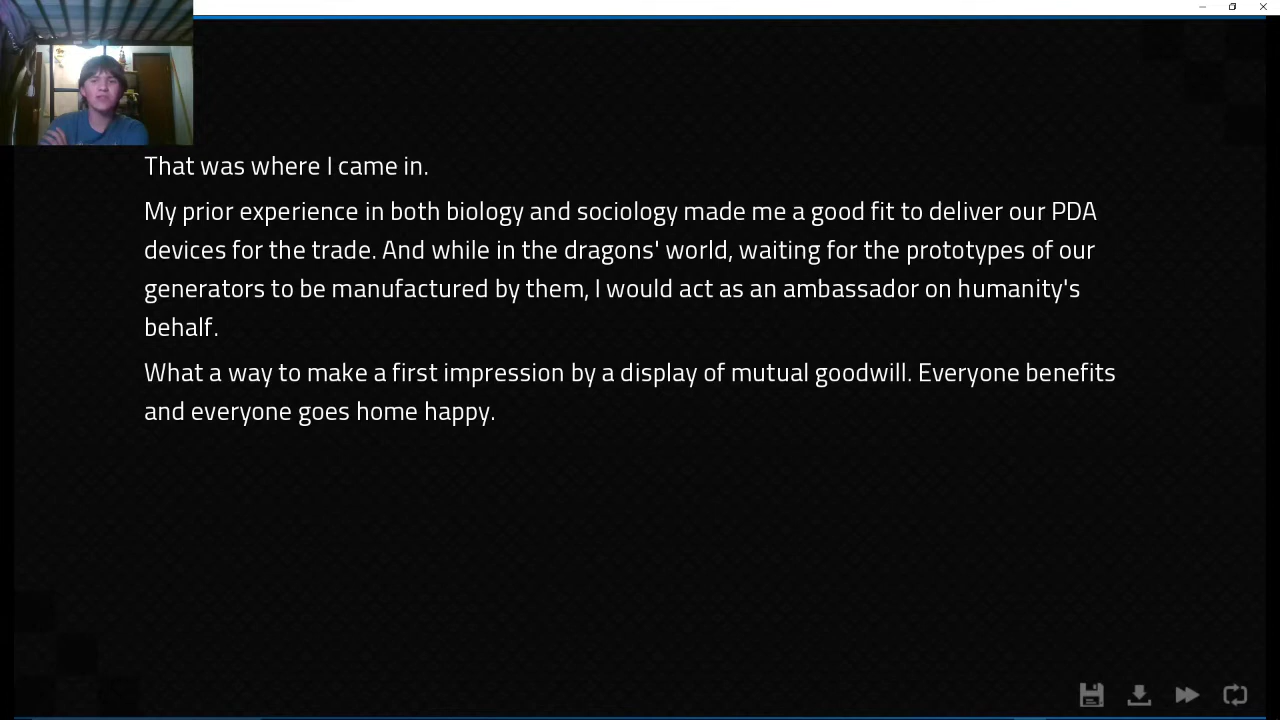 That was where I came in.
My prior experience in both biology and sociology made me a good fit to deliver our PDA
devices for the trade. And while in the dragons' world, waiting for the prototypes of our
generators to be manufactured by them, I would act as an ambassador on humanity's
behalf.
What a way to make a first impression by a display of mutual goodwill. Everyone benefits
and everyone goes home happy.